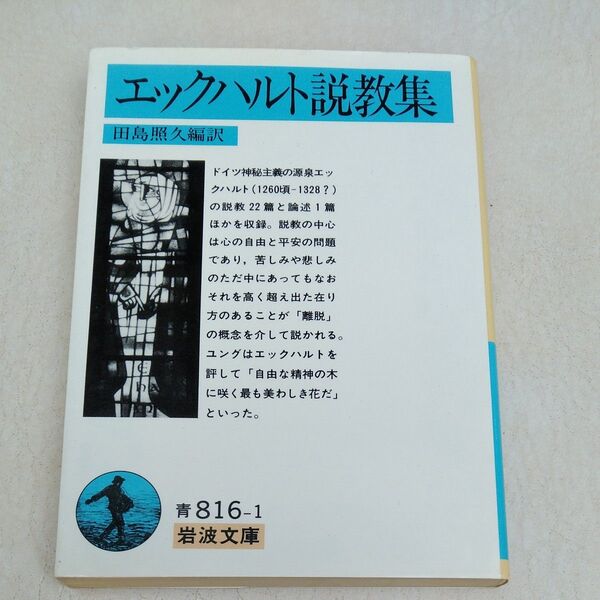 エックハルト説教集
田島照久編訳
ドイツ神秘主義の源泉エッ
クハルト(1260頃-1328?)
の説教22篇と論述1篇
ほかを収録。説教の中心
は心の自由と平安の問題
であり，苦しみや悲しみ
のただ中にあってもなお
それを高く超え出た在り
方のあることが「離脱」
の概念を介して説かれる。
ユングはエックハルトを
評して「自由な精神の木
に咲く最も美わしき花だ」
といった。
青816-1
岩波文庫